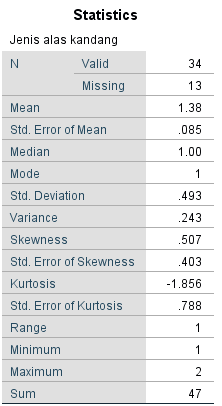 Statistics
Jenis alas kandang
N Valid 34
Missing 13
Mean 1.38
Std. Error of Mean .085
Median 1.00
Mode 1
Std. Deviation .493
Variance .243
Skewness .507
Std. Error of Skewness .403
Kurtosis -1.856
Std. Error of Kurtosis .788
Range 1
Minimum 1
Maximum 2
Sum 47